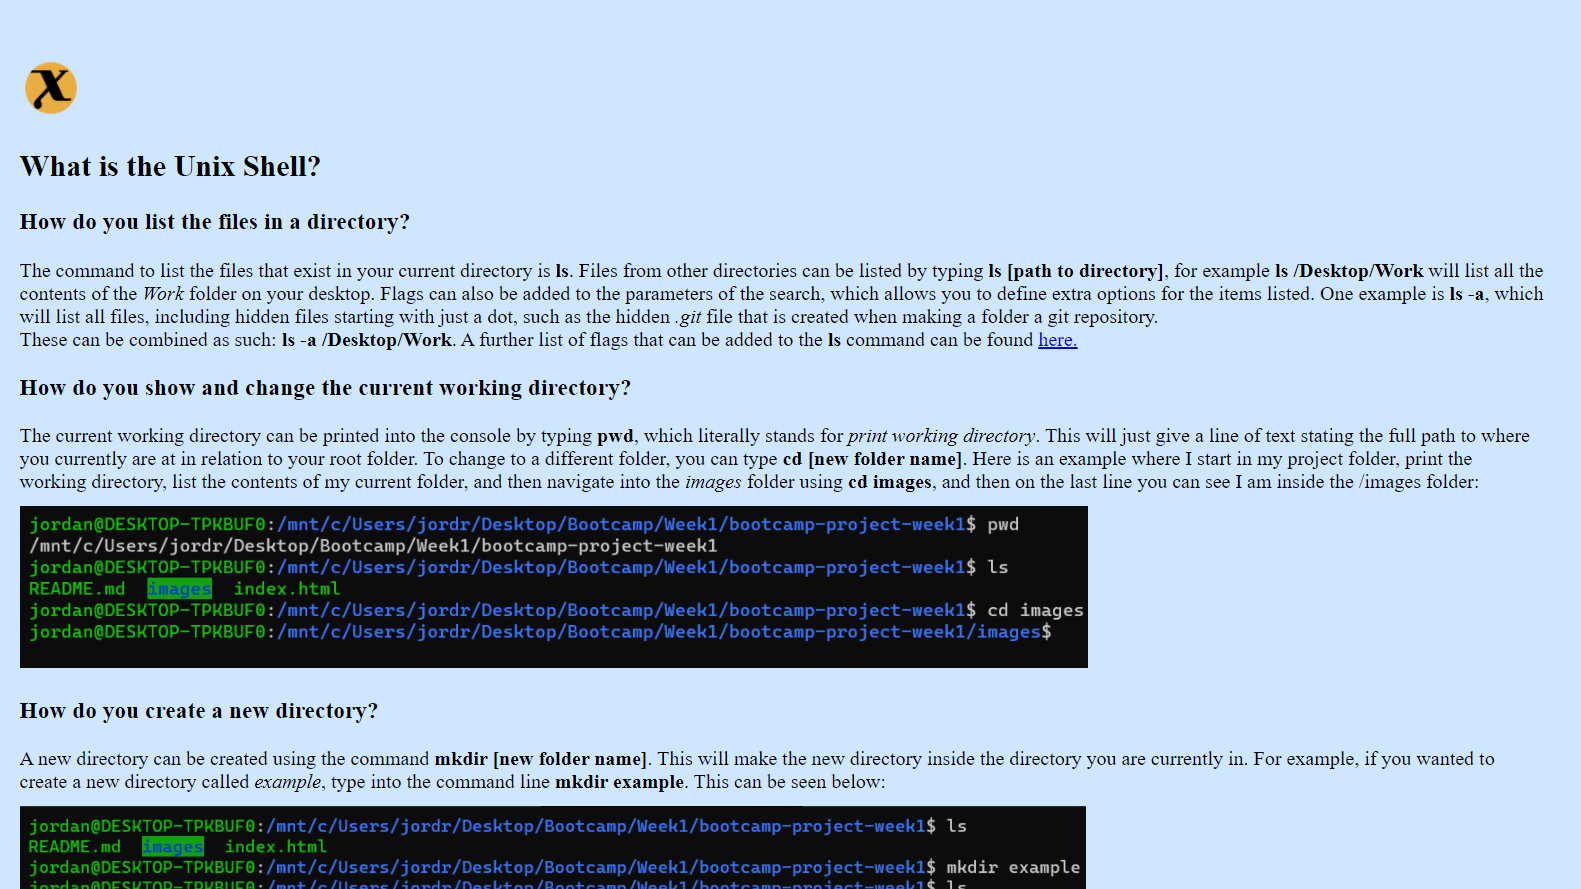 X
What is the Unix Shell?
How do you list the files in a directory?
The command to list the files that exist in your current directory is ls. Files from other directories can be listed by typing ls [path to directory], for example ls /Desktop/Work will list all the
contents of the Work folder on your desktop. Flags can also be added to the parameters of the search, which allows you to define extra options for the items listed. One example is ls -a, which
will list all files, including hidden files starting with just a dot, such as the hidden .git file that is created when making a folder a git repository.
These can be combined as such: ls -a /Desktop/Work. A further list of flags that can be added to the ls command can be found here.
How do you show and change the current working directory?
The current working directory can be printed into the console by typing pwd, which literally stands for print working directory. This will just give a line of text stating the full path to where
you currently are at in relation to your root folder. To change to a different folder, you can type cd [new folder name]. Here is an example where I start in my project folder, print the
working directory, list the contents of my current folder, and then navigate into the images folder using cd images, and then on the last line you can see I am inside the /images folder:
jordan@DESKTOP-TPKBUF0:/mnt/c/Users/jordr/Desktop/Bootcamp/Week1/bootcamp-project-week1$ pwd
/mnt/c/Users/jordr/Desktop/Bootcamp/Week1/bootcamp-project-week1
jordan@DESKTOP-TPKBUF0:/mnt/c/Users/jordr/Desktop/Bootcamp/Week1/bootcamp-project-week1$ ls
README.md images index.html
jordan@DESKTOP-TPKBUF0:/mnt/c/Users/jordr/Desktop/Bootcamp/Week1/bootcamp-project-week1$ cd images
jordan@DESKTOP-TPKBUF0:/mnt/c/Users/jordr/Desktop/Bootcamp/Week1/bootcamp-project-week1/images$
How do you create a new directory?
A new directory can be created using the command mkdir [new folder name]. This will make the new directory inside the directory you are currently in. For example, if you wanted to
create a new directory called example, type into the command line mkdir example. This can be seen below:
jordan@DESKTOP-TPKBUF0:/mnt/c/Users/jordr/Desktop/Bootcamp/Week1/bootcamp-project-week1$ ls
README.md images index.html
jordan@DESKTOP-TPKBUF0:/mnt/c/Users/jordr/Desktop/Bootcamp/Week1/bootcamp-project-week1$ mkdir example
jordan@DESKTOP-TPKBUF0:/mnt/c/Users/jordr/Desktop/Bootcamp/Week1/bootcamp-project-week1$ ls